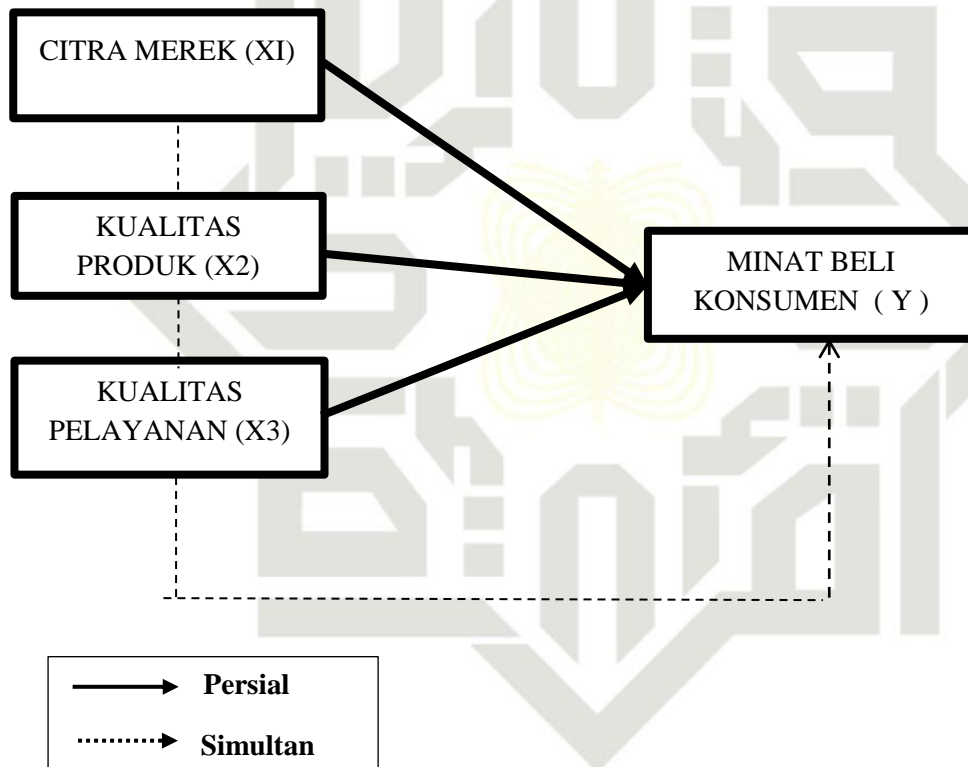 CITRA MEREK (XI)
KUALITAS
PRODUK (X2)
MINAT BELI
KONSUMEN ( Y )
KUALITAS
PELAYANAN (X3)
Persial
Simultan